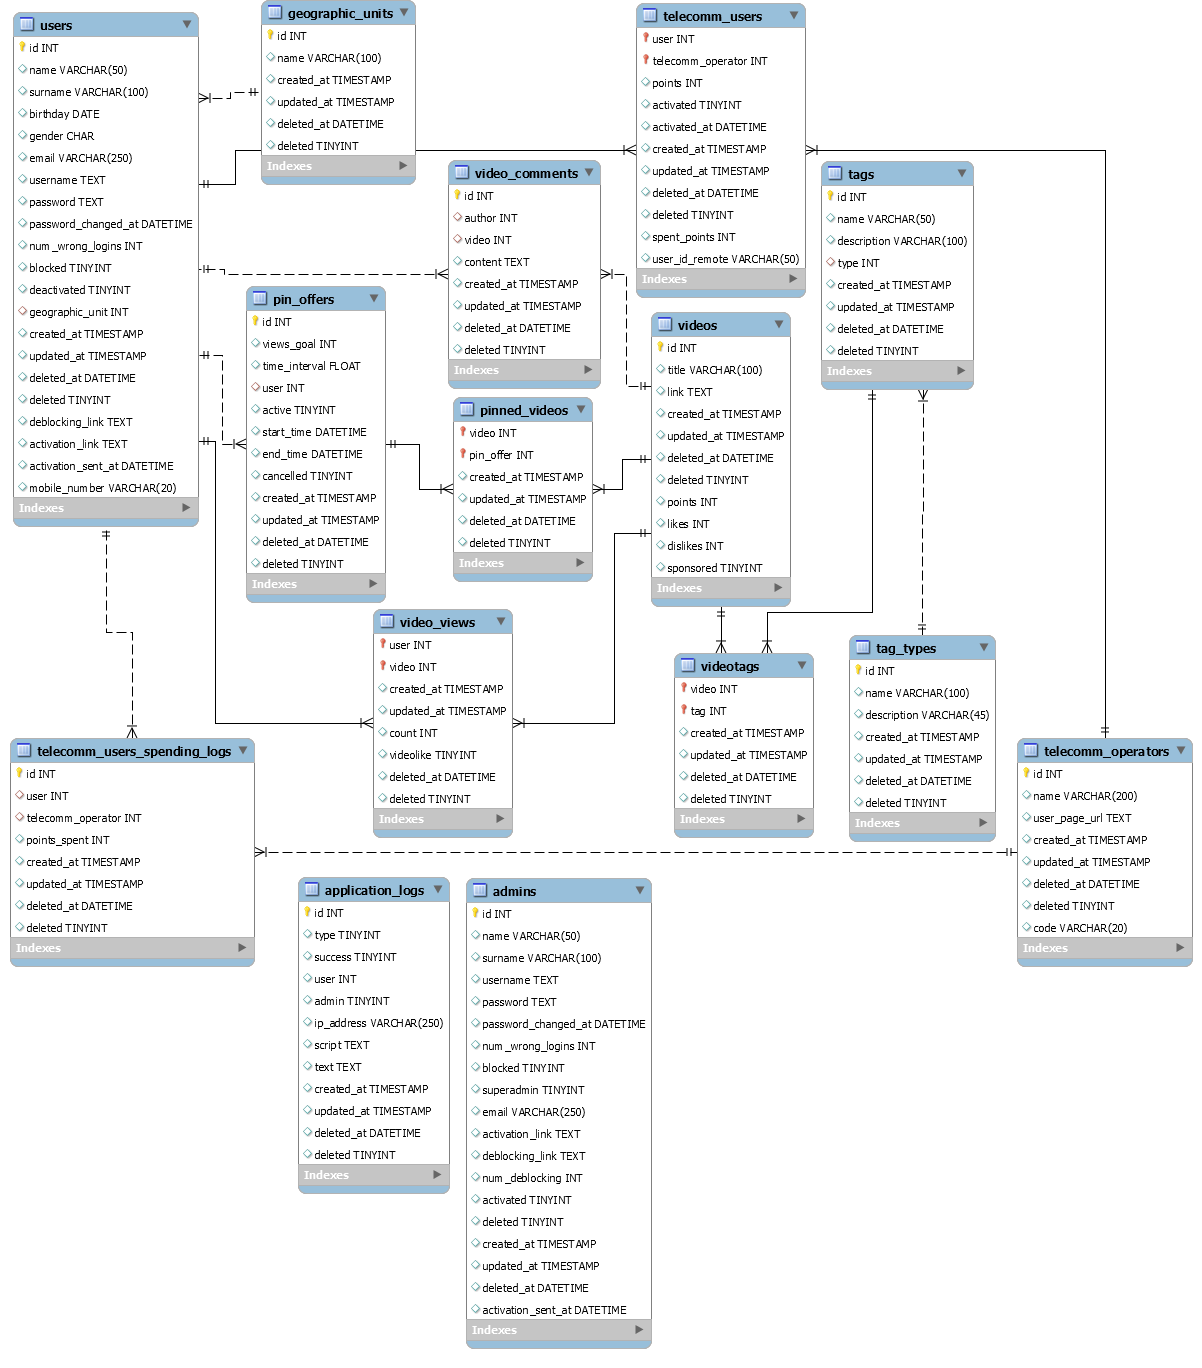 users
id INT
name VARCHAR(50)
surname VARCHAR(100)
birthday DATE
gender CHAR
email VARCHAR(250)
username TEXT
password TEXT
password_changed_at DATETIME
num_wrong_logins INT
blocked TINYINT
deactivated TINYINT
geographic_unit INT
created_at TIMESTAMP
updated_at TIMESTAMP
deleted_at DATETIME
deleted TINYINT
deblocking_link TEXT
activation_link TEXT
activation_sent_at DATETIME
mobile_number VARCHAR(20)
Indexes
geographic_units
id INT
name VARCHAR(100)
created_at TIMESTAMP
updated_at TIMESTAMP
deleted_at DATETIME
deleted TINYINT
Indexes
telecomm_users
user INT
telecomm_operator INT
points INT
activated TINYINT
activated_at DATETIME
created_at TIMESTAMP
updated_at TIMESTAMP
deleted_at DATETIME
deleted TINYINT
spent_points INT
user_id_remote VARCHAR(50)
Indexes
video_comments
id INT
author INT
video INT
content TEXT
created_at TIMESTAMP
updated_at TIMESTAMP
deleted_at DATETIME
deleted TINYINT
Indexes
tags
id INT
name VARCHAR(50)
description VARCHAR(100)
type INT
created_at TIMESTAMP
updated_at TIMESTAMP
deleted_at DATETIME
deleted TINYINT
Indexes
pin_offers
id INT
views_goal INT
time_interval FLOAT
user INT
active TINYINT
start_time DATETIME
end_time DATETIME
cancelled TINYINT
created_at TIMESTAMP
updated_at TIMESTAMP
deleted_at DATETIME
deleted TINYINT
Indexes
videos
id INT
title VARCHAR(100)
link TEXT
created_at TIMESTAMP
updated_at TIMESTAMP
deleted_at DATETIME
deleted TINYINT
points INT
likes INT
dislikes INT
sponsored TINYINT
Indexes
pinned_videos
video INT
pin_offer INT
created_at TIMESTAMP
updated_at TIMESTAMP
deleted_at DATETIME
deleted TINYINT
Indexes
video_views
user INT
video INT
created_at TIMESTAMP
updated_at TIMESTAMP
count INT
videolike TINYINT
deleted_at DATETIME
deleted TINYINT
Indexes
videotags
video INT
tag INT
created_at TIMESTAMP
updated_at TIMESTAMP
deleted_at DATETIME
deleted TINYINT
Indexes
tag_types
id INT
name VARCHAR(100)
description VARCHAR(45)
created_at TIMESTAMP
updated_at TIMESTAMP
deleted_at DATETIME
deleted TINYINT
Indexes
telecomm_users_spending_logs
id INT
user INT
telecomm_operator INT
points_spent INT
created_at TIMESTAMP
updated_at TIMESTAMP
deleted_at DATETIME
deleted TINYINT
Indexes
telecomm_operators
id INT
name VARCHAR(200)
user_page_url TEXT
created_at TIMESTAMP
updated_at TIMESTAMP
deleted_at DATETIME
deleted TINYINT
code VARCHAR(20)
Indexes
application_logs
id INT
type TINYINT
success TINYINT
user INT
admin TINYINT
ip_address VARCHAR(250)
script TEXT
text TEXT
created_at TIMESTAMP
updated_at TIMESTAMP
deleted_at DATETIME
deleted TINYINT
Indexes
admins
id INT
name VARCHAR(50)
surname VARCHAR(100)
username TEXT
password TEXT
password_changed_at DATETIME
num_wrong_logins INT
blocked TINYINT
superadmin TINYINT
email VARCHAR(250)
activation_link TEXT
deblocking_link TEXT
num_deblocking INT
activated TINYINT
deleted TINYINT
created_at TIMESTAMP
updated_at TIMESTAMP
deleted_at DATETIME
activation_sent_at DATETIME
Indexes